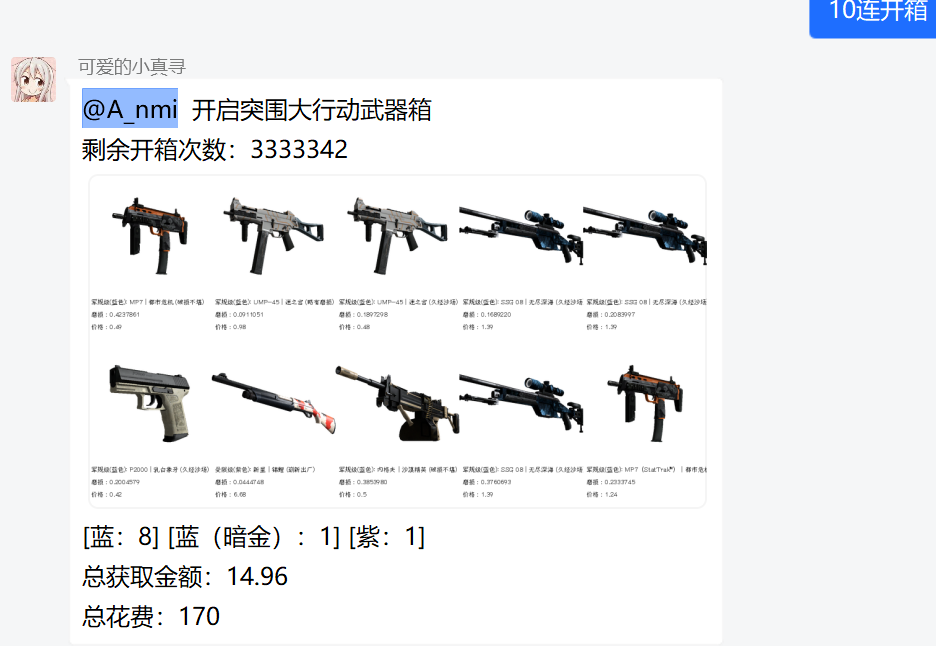 10连开箱
可爱的小真寻
@A_nmi 开启突围大行动武器箱
剩余开箱次数：3333342
军规级(蓝色): MP7 | 都市危机 (破损不堪)
磨损：0.4237861
价格：0.49
军规级(蓝色): UMP-45 | 迷之宫 (略有磨损)
磨损：0.0911051
价格：0.98
军规级(蓝色): UMP-45 | 迷之宫 (久经沙场)
磨损：0.1897298
价格：0.48
军规级(蓝色): SSG 08 | 无尽深海 (久经沙场
磨损：0.1689220
价格：1.39
军规级(蓝色): SSG 08 | 无尽深海 (久经沙场
磨损：0.2083997
价格：1.39
军规级(蓝色): P2000 | 乳白象牙 (久经沙场)
磨损：0.2004579
价格：0.42
受限级(紫色): 新星 | 锦鲤 (崭新出厂)
磨损：0.0444748
价格：6.68
军规级(蓝色): 内格夫 | 沙漠精英 (破损不堪)
磨损：0.3853980
价格：0.5
军规级(蓝色): SSG 08 | 无尽深海 (久经沙场
磨损：0.3760693
价格：1.39
军规级(蓝色): MP7（StatTrak™）| 都市危
磨损：0.2333745
价格：1.24
[蓝：8] [蓝（暗金）：1] [紫：1]
总获取金额：14.96
总花费：170